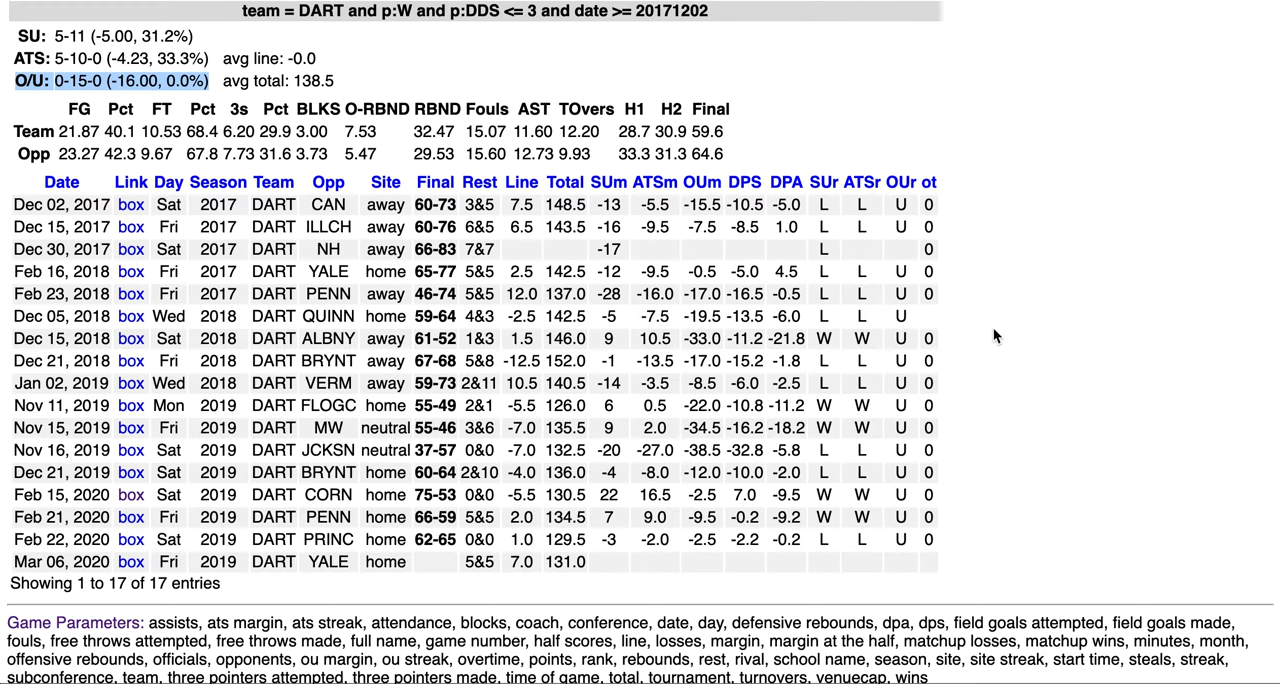 team = DART and p:W and p:DDS <= 3 and date >= 20171202
SU: 5-11 (-5.00, 31.2%)
ATS: 5-10-0 (-4.23, 33.3%) avg line: -0.0
O/U: 0-15-0 (-16.00, 0.0%) avg total: 138.5
FG Pct FT Pct 3s Pct BLKS O-RBND RBND Fouls AST TOvers H1 H2 Final
Team 21.87 40.1 10.53 68.4 6.20 29.9 3.00 7.53 32.47 15.07 11.60 12.20 28.7 30.9 59.6
Opp 23.27 42.3 9.67 67.8 7.73 31.6 3.73 5.47 29.53 15.60 12.73 9.93 33.3 31.3 64.6
Date Link Day Season Team Opp Site Final Rest Line Total SUm ATSm OUm DPS DPA SUr ATSr OUr ot
Dec 02, 2017 box Sat 2017 DART CAN away 60-73 3&5 7.5 148.5 -13 -5.5 -15.5 -10.5 -5.0 L L U 0
Dec 15, 2017 box Fri 2017 DART ILLCH away 60-76 6&5 6.5 143.5 -16 -9.5 -7.5 -8.5 1.0 L L U 0
Dec 30, 2017 box Sat 2017 DART NH away 66-83 7&7 -17 L 0
Feb 16, 2018 box Fri 2017 DART YALE home 65-77 5&5 2.5 142.5 -12 -9.5 -0.5 -5.0 4.5 L L U 0
Feb 23, 2018 box Fri 2017 DART PENN away 46-74 5&5 12.0 137.0 -28 -16.0 -17.0 -16.5 -0.5 L L U 0
Dec 05, 2018 box Wed 2018 DART QUINN home 59-64 4&3 -2.5 142.5 -5 -7.5 -19.5 -13.5 -6.0 L L U
Dec 15, 2018 box Sat 2018 DART ALBNY away 61-52 1&3 1.5 146.0 9 10.5 -33.0 -11.2 -21.8 W W U 0
Dec 21, 2018 box Fri 2018 DART BRYNT away 67-68 5&8 -12.5 152.0 -1 -13.5 -17.0 -15.2 -1.8 L L U 0
Jan 02, 2019 box Wed 2018 DART VERM away 59-73 2&11 10.5 140.5 -14 -3.5 -8.5 -6.0 -2.5 L L U 0
Nov 11, 2019 box Mon 2019 DART FLOGC home 55-49 2&1 -5.5 126.0 6 0.5 -22.0 -10.8 -11.2 W W U 0
Nov 15, 2019 box Fri 2019 DART MW neutral 55-46 3&6 -7.0 135.5 9 2.0 -34.5 -16.2 -18.2 W W U 0
Nov 16, 2019 box Sat 2019 DART JCKSN neutral 37-57 0&0 -7.0 132.5 -20 -27.0 -38.5 -32.8 -5.8 L L U 0
Dec 21, 2019 box Sat 2019 DART BRYNT home 60-64 2&10 -4.0 136.0 -4 -8.0 -12.0 -10.0 -2.0 L L U 0
Feb 15, 2020 box Sat 2019 DART CORN home 75-53 0&0 -5.5 130.5 22 16.5 -2.5 7.0 -9.5 W W U 0
Feb 21, 2020 box Fri 2019 DART PENN home 66-59 5&5 2.0 134.5 7 9.0 -9.5 -0.2 -9.2 W W U 0
Feb 22, 2020 box Sat 2019 DART PRINC home 62-65 0&0 1.0 129.5 -3 -2.0 -2.5 -2.2 -0.2 L L U 0
Mar 06, 2020 box Fri 2019 DART YALE home 5&5 7.0 131.0
Showing 1 to 17 of 17 entries
Game Parameters: assists, ats margin, ats streak, attendance, blocks, coach, conference, date, day, defensive rebounds, dpa, dps, field goals attempted, field goals made,
fouls, free throws attempted, free throws made, full name, game number, half scores, line, losses, margin, margin at the half, matchup losses, matchup wins, minutes, month,
offensive rebounds, officials, opponents, ou margin, ou streak, overtime, points, rank, rebounds, rest, rival, school name, season, site, site streak, start time, steals, streak,
subconference, team, three pointers attempted, three pointers made, time of game, total, tournament, turnovers, venuecap, wins